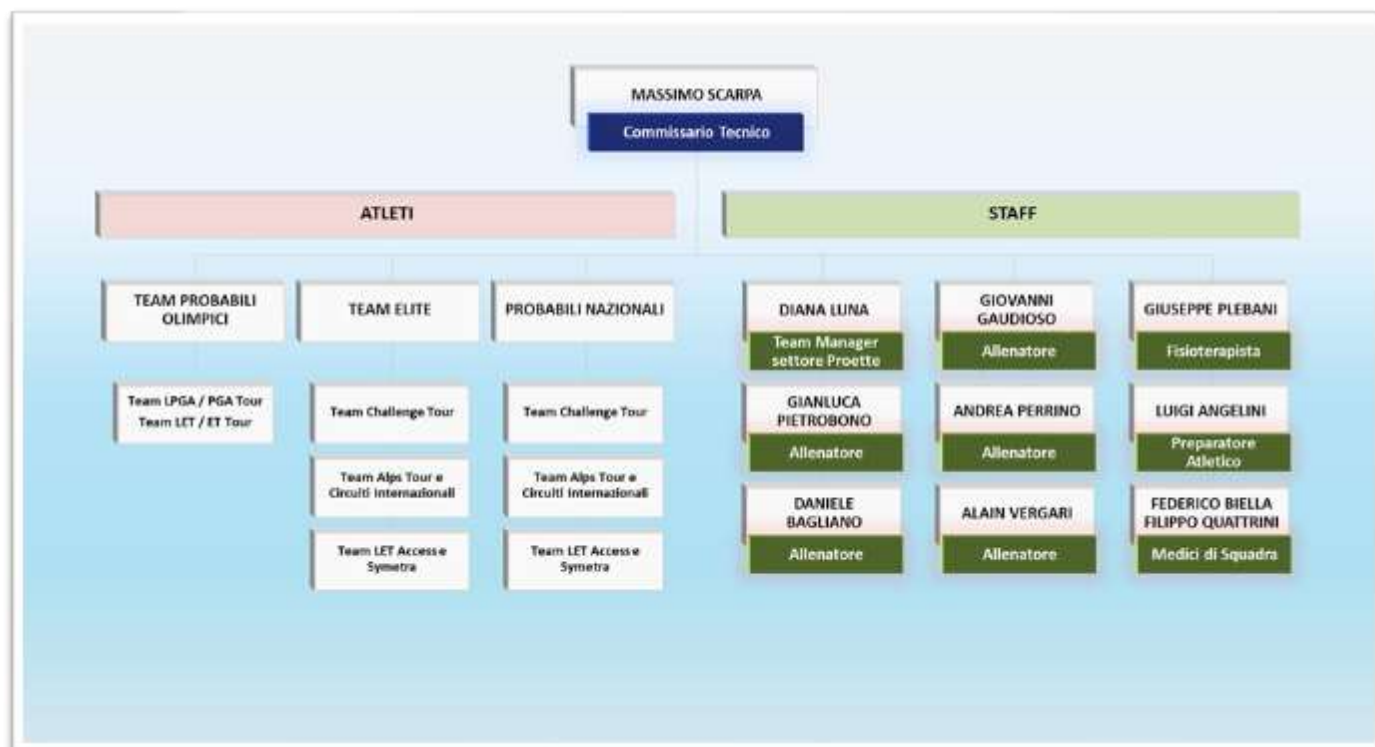 MASSIMO SCARPA
Commissario Tecnico
ATLETI
STAFF
TEAM PROBABILI
OLIMPICI
TEAM ELITE
PROBABILI NAZIONALI
Team LPGA / PGA Tour
Team LET / ET Tour
Team Challenge Tour
Team Challenge Tour
Team Alps Tour e
Circuiti Internazionali
Team Alps Tour e
Circuiti Internazionali
Team LET Access e
Symetra
Team LET Access e
Symetra
DIANA LUNA
Team Manager
settore Proette
GIOVANNI
GAUDIOSO
Allenatore
GIUSEPPE PLEBANI
Fisioterapista
GIANLUCA
PIETROBONO
Allenatore
ANDREA PERRINO
Allenatore
LUIGI ANGELINI
Preparatore
Atletico
DANIELE
BAGLIANO
Allenatore
ALAIN VERGARI
Allenatore
FEDERICO BIELLA
FILIPPO QUATTRINI
Medici di Squadra